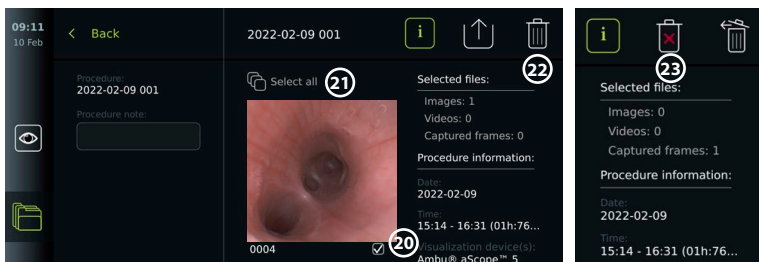 09:11
10 Feb
Back
Procedure:
2022-02-09 001
Procedure note:
2022-02-09 001
i
22
Select all
21
0004
20
Selected files:
Images: 1
Videos: 0
Captured frames: 0
Procedure information:
Date:
2022-02-09
Time:
15:14 - 16:31 (01h:76...
Visualization device(s):
Ambu® aScope™ 5
i
23
Selected files:
Images: 0
Videos: 0
Captured frames: 1
Procedure information:
Date:
2022-02-09
Time:
15:14 - 16:31 (01h:76...